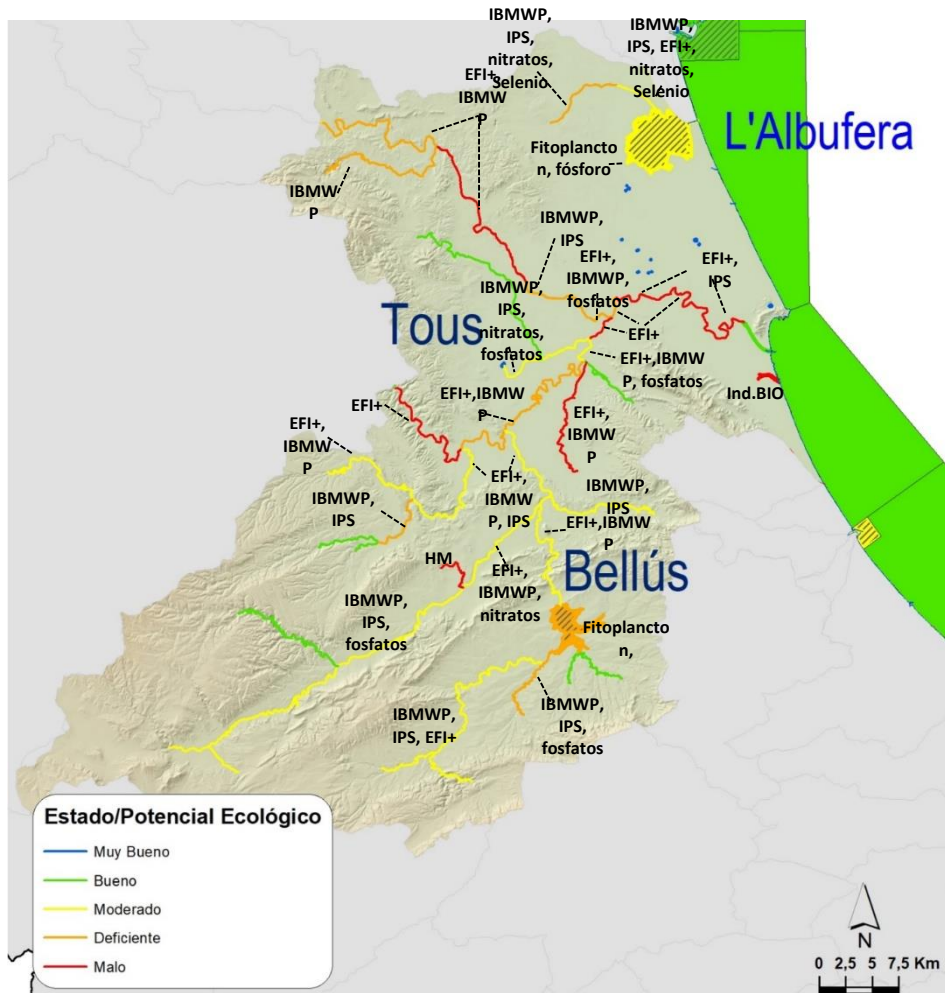 IBMWP,
IPS,
nitratos,
Selenio
IBMWP,
IPS, EFI+,
nitratos,
Selenio
EFI+,
IBMW
P
L'Albufera
Fitoplancto
n, fósforo
IBMW
P
IBMWP,
IPS
EFI+,
IBMWP,
fosfatos
EFI+,
IPS
IBMWP,
IPS,
nitratos,
fosfatos
Tous
EFI+
EFI+,IBMW
P, fosfatos
Ind.BIO
EFI+,IBMW
P
EFI+
EFI+,
IBMW
P
EFI+,
IBMW
P
EFI+,
IBMW
P, IPS
IBMWP,
IPS
IBMWP,
IPS
EFI+,IBMW
P
HM
EFI+,
IBMWP,
nitratos
Bellús
IBMWP,
IPS,
fosfatos
Fitoplancto
n,
IBMWP,
IPS, EFI+
IBMWP,
IPS,
fosfatos
Estado/Potencial Ecológico
Muy Bueno
Bueno
Moderado
Deficiente
Malo
N
0 2,5 5 7,5 Km